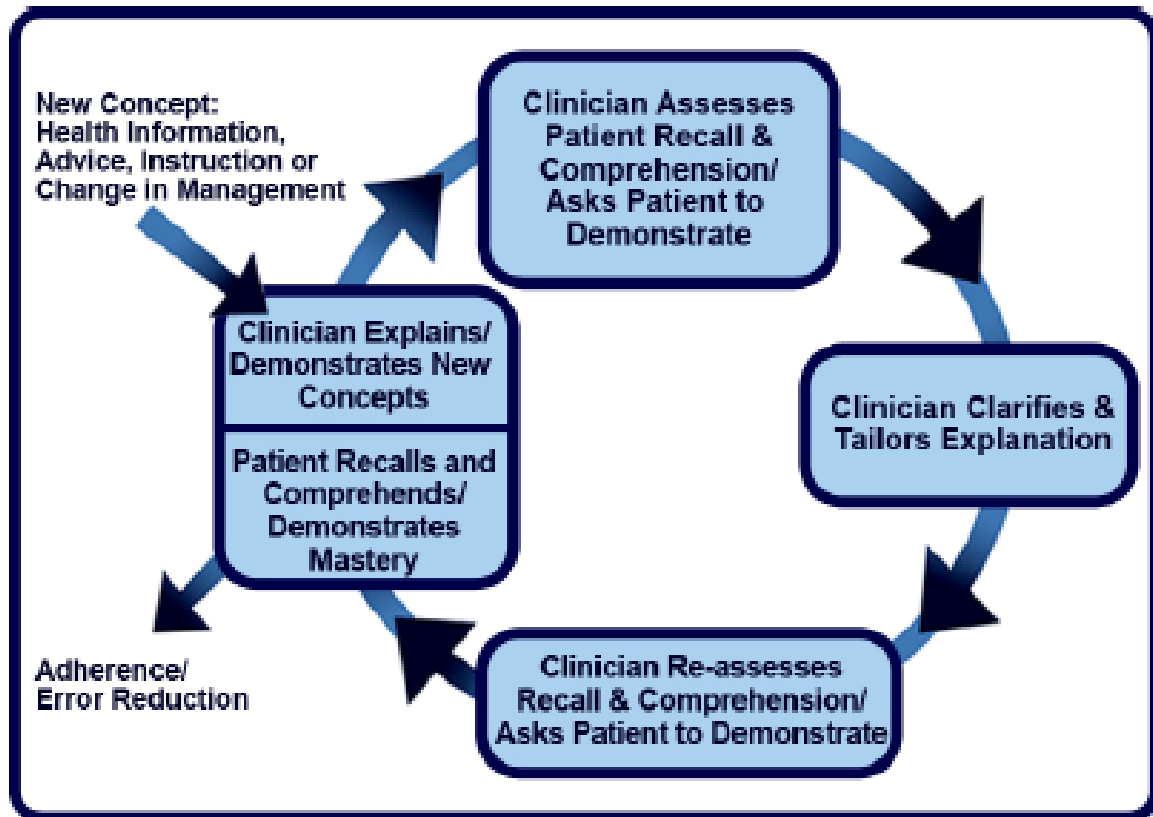 New Concept:
Health Information,
Advice, Instruction or
Change in Management
Clinician Explains/
Demonstrates New
Concepts
Clinician Assesses
Patient Recall &
Comprehension/
Asks Patient to
Demonstrate
Clinician Clarifies &
Tailors Explanation
Clinician Re-assesses
Recall & Comprehension/
Asks Patient to Demonstrate
Patient Recalls and
Comprehends/
Demonstrates
Mastery
Adherence/
Error Reduction